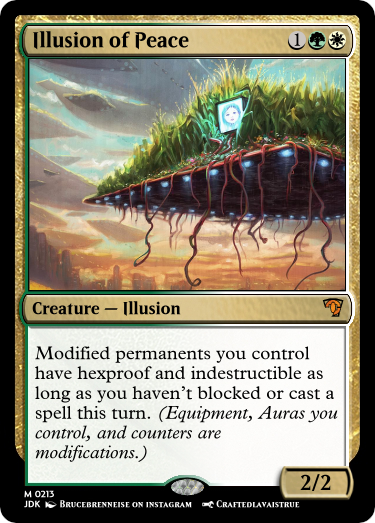 Illusion of Peace 1
Creature — Illusion
Modified permanents you control
have hexproof and indestructible as
long as you haven't blocked or cast a
spell this turn. (Equipment, Auras you
control, and counters are
modifications.)
2/2
M 0213
JDK Brucebrenneise on instagram Craftedlavaistrue